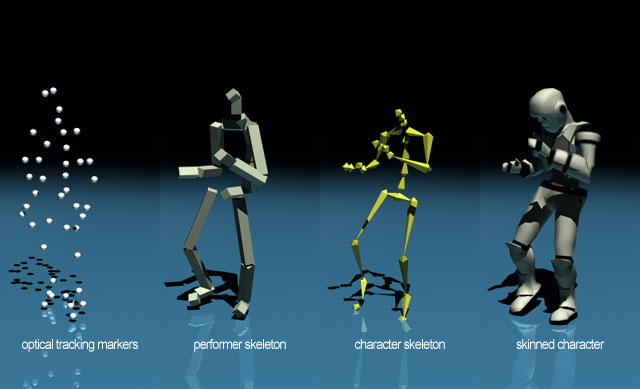 optical tracking markers
performer skeleton
character skeleton
skinned character